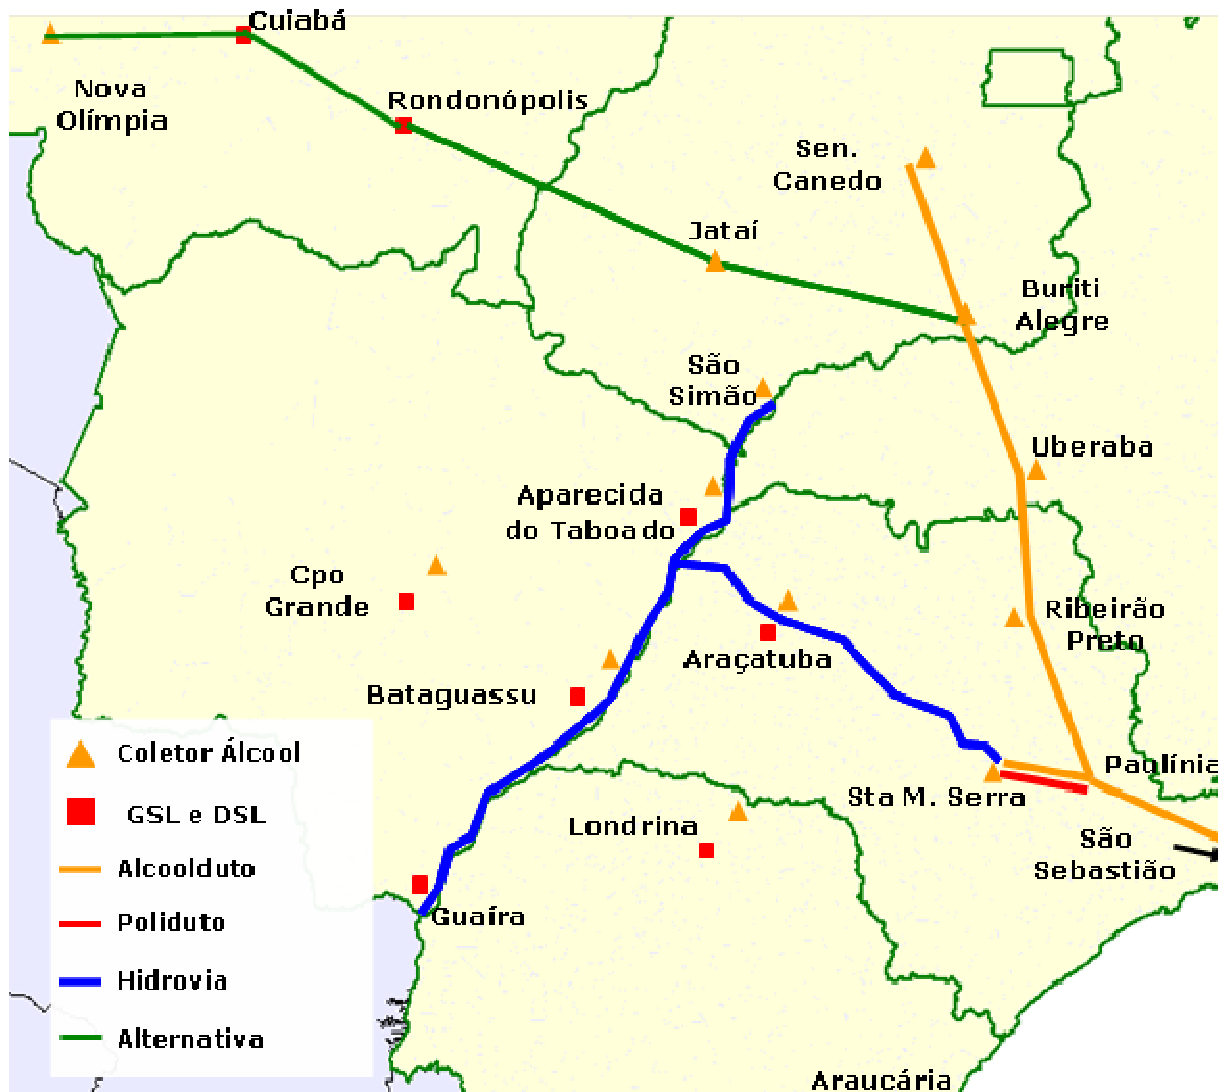 Cuiabá
Nova
Olímpia
Rondonópolis
Sen.
Canedo
Jataí
Buriti
Alegre
São
Simão
Uberaba
Aparecida
do Taboado
Cpo
Grande
Ribeirão
Preto
Araçatuba
Bataguassu
Paulínia
Sta M. Serra
Londrina
São
Sebastião
Guaíra
Araucária
Coletor Álcool
GSL e DSL
Alcoolduto
Poliduto
Hidrovia
Alternativa